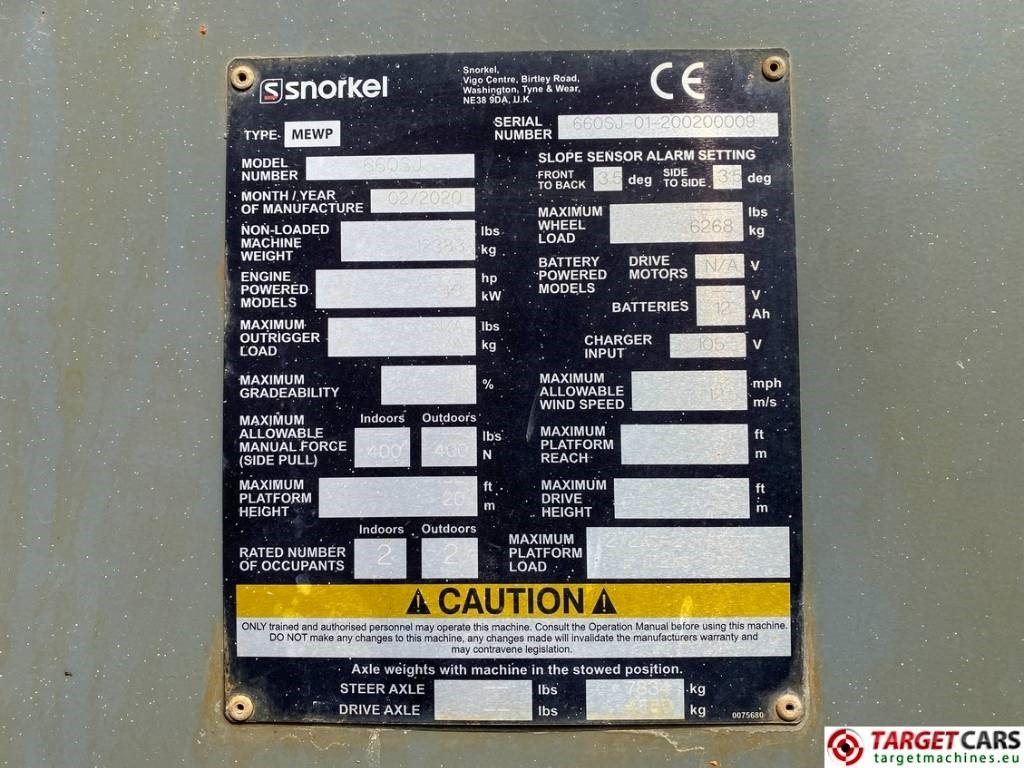 snorkel
Snorkel,
Vigo Centre, Birtley Road,
Washington, Tyne & Wear,
NE38 9DA, U.K.
CE
TYPE- MEWP
SERIAL NUMBER 660SJ-01-200200009
MODEL NUMBER 660SJ
MONTH / YEAR OF MANUFACTURE 02/2020
NON-LOADED MACHINE WEIGHT lbs kg
ENGINE POWERED MODELS hp kW
MAXIMUM OUTRIGGER LOAD N/A lbs kg
MAXIMUM GRADEABILITY %
MAXIMUM ALLOWABLE MANUAL FORCE (SIDE PULL) Indoors 400 Outdoors 400 lbs N
MAXIMUM PLATFORM HEIGHT 20 ft m
RATED NUMBER OF OCCUPANTS Indoors 2 Outdoors 2
SLOPE SENSOR ALARM SETTING
FRONT TO BACK 3.5 deg SIDE TO SIDE 3.5 deg
MAXIMUM WHEEL LOAD 6268 lbs kg
BATTERY POWERED MODELS DRIVE MOTORS N/A V
BATTERIES 12 V Ah
CHARGER INPUT V
MAXIMUM ALLOWABLE WIND SPEED mph m/s
MAXIMUM PLATFORM REACH ft m
MAXIMUM DRIVE HEIGHT ft m
MAXIMUM PLATFORM LOAD
CAUTION
ONLY trained and authorised personnel may operate this machine. Consult the Operation Manual before using this machine.
DO NOT make any changes to this machine, any changes made will invalidate the manufacturers warranty and
may contravene legislation.
Axle weights with machine in the stowed position.
STEER AXLE lbs 7834 kg
DRIVE AXLE lbs kg
0075680
TARGETCARS
targetmachines.eu